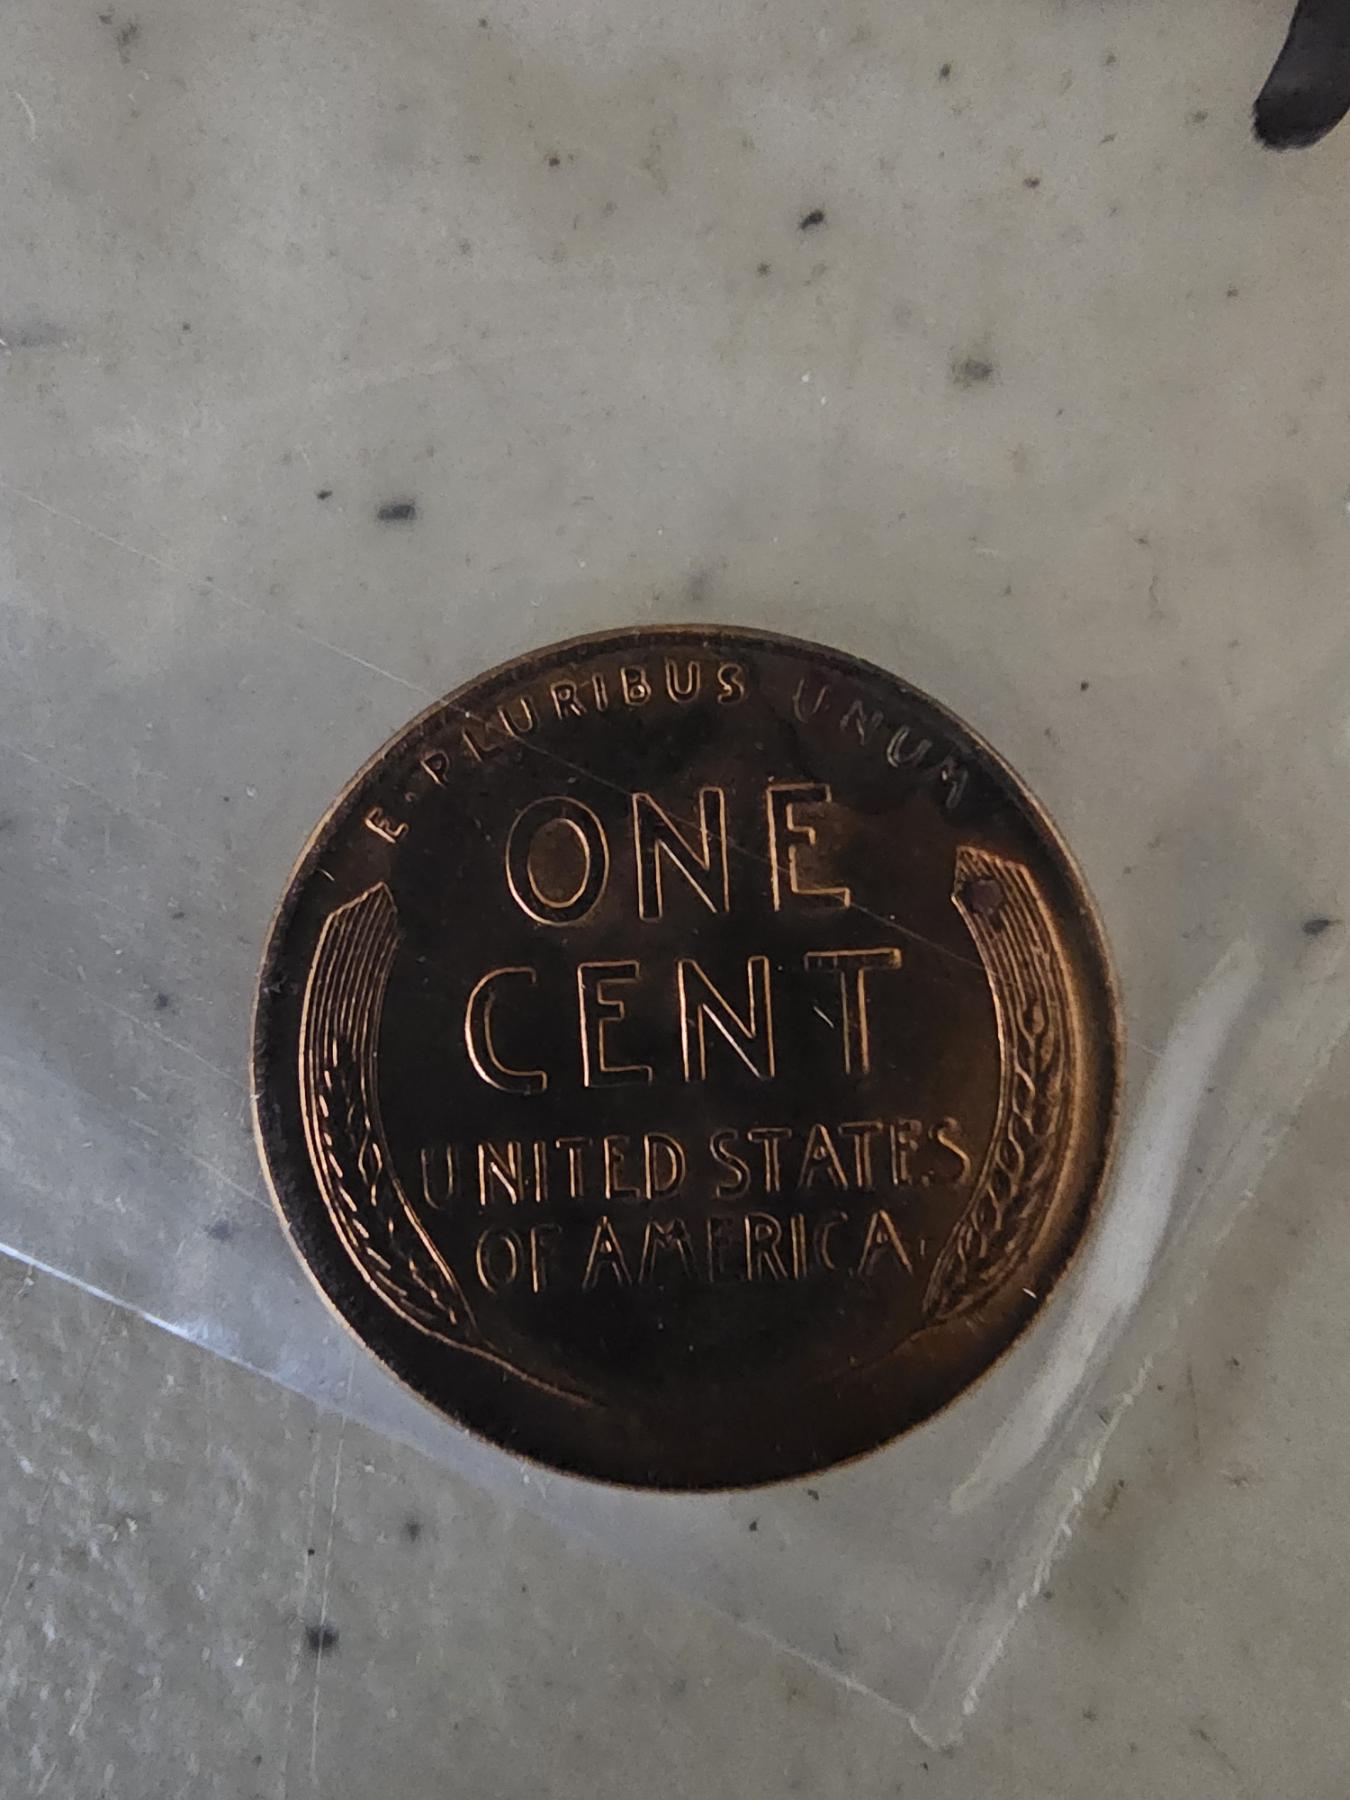 E·PLURIBUS UNUM
ONE
CENT
UNITED STATES
OF AMERICA